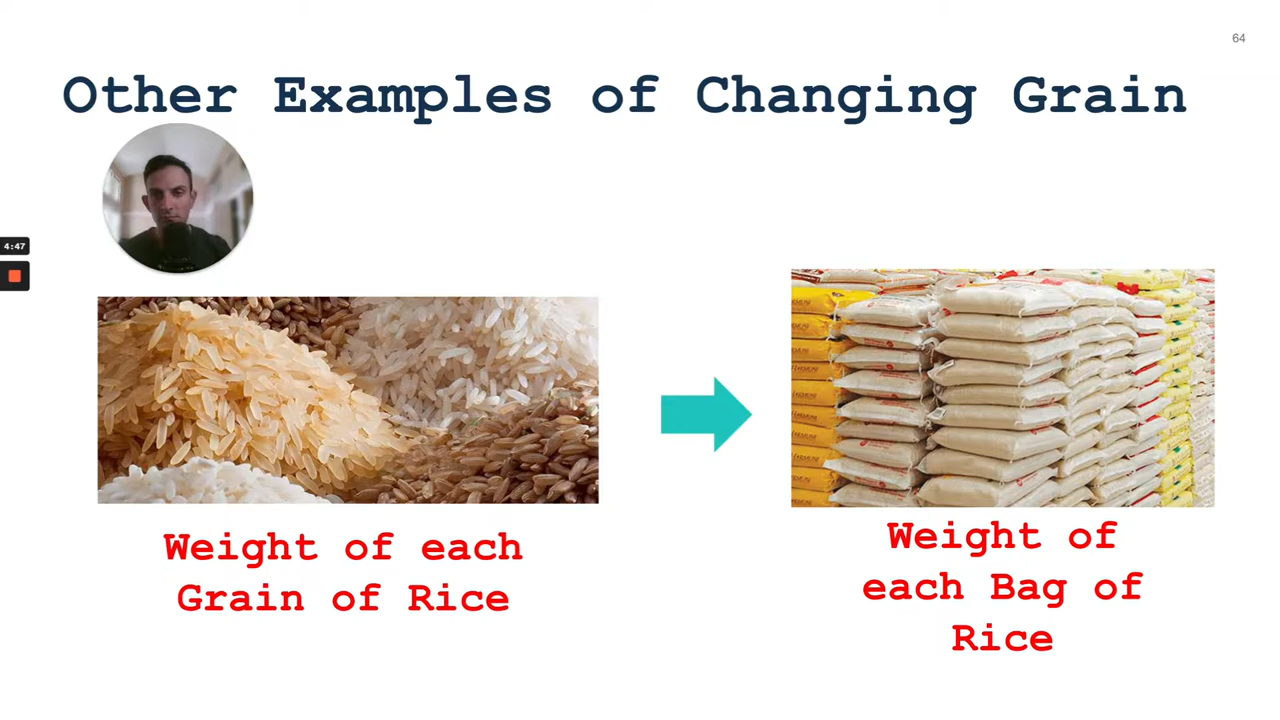 64
Other Examples of Changing Grain
4:47
Weight of each
Grain of Rice
Weight of
each Bag of
Rice